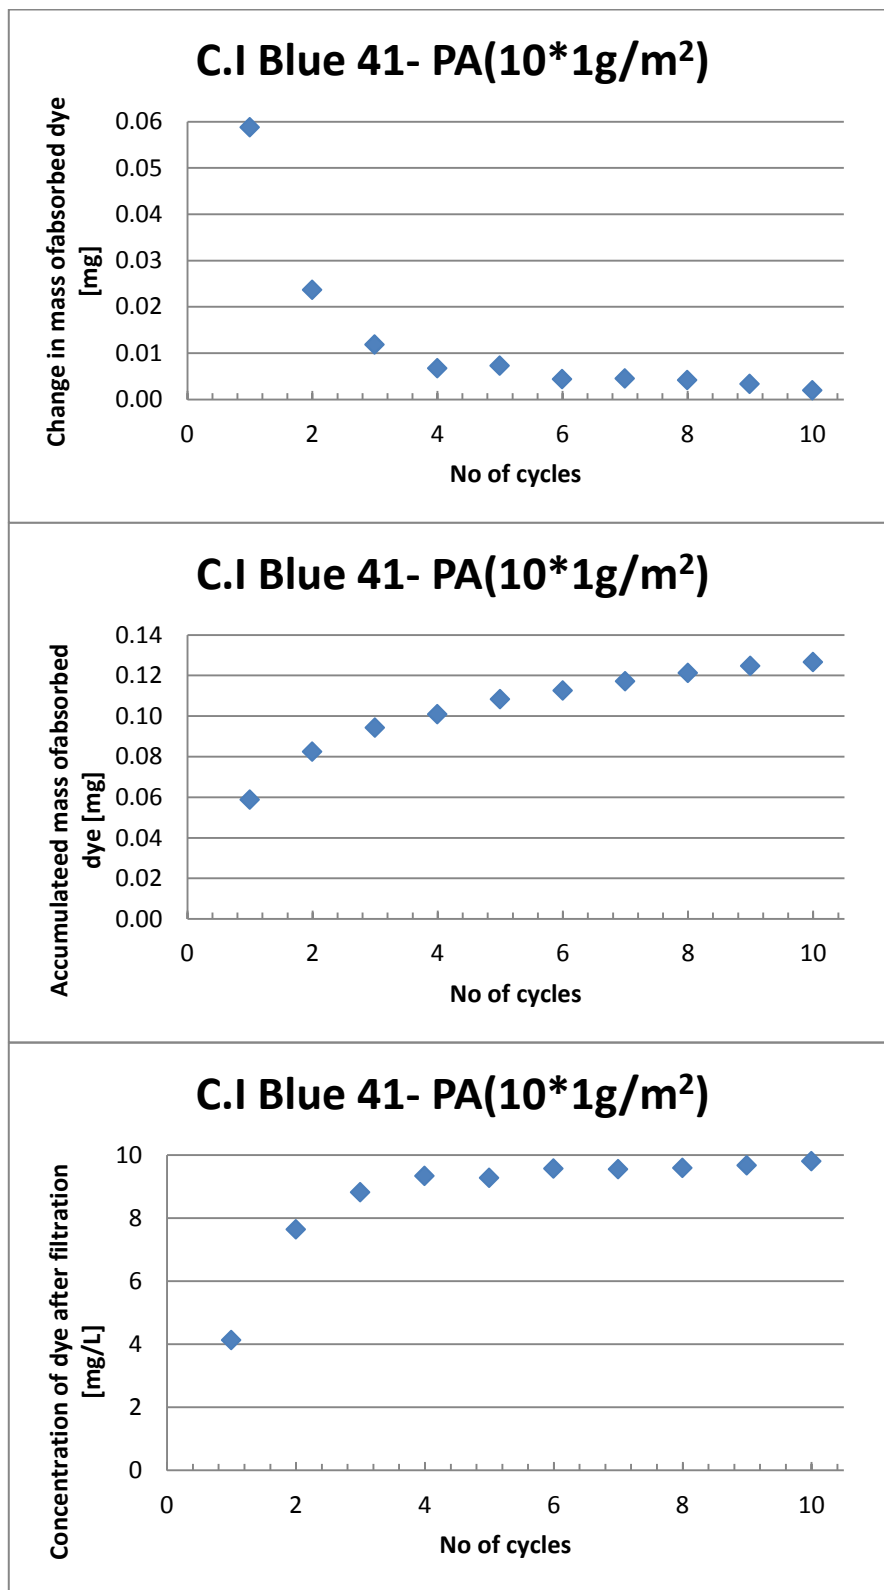 C.I Blue 41- PA(10*1g/m²)
Change in mass ofabsorbed dye
[mg]
0.06
0.05
0.04
0.03
0.02
0.01
0.00
0 2 4 6 8 10
No of cycles
C.I Blue 41- PA(10*1g/m²)
Accumulateed mass ofabsorbed
dye [mg]
0.14
0.12
0.10
0.08
0.06
0.04
0.02
0.00
0 2 4 6 8 10
No of cycles
C.I Blue 41- PA(10*1g/m²)
Concentration of dye after filtration
[mg/L]
10
8
6
4
2
0
0 2 4 6 8 10
No of cycles